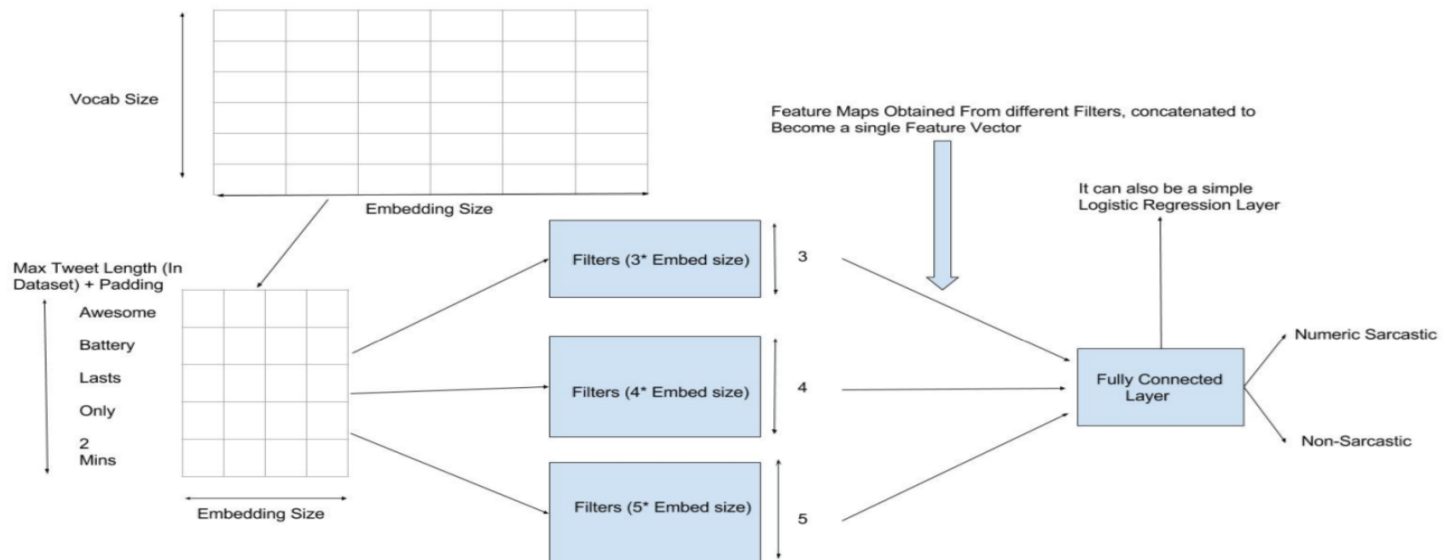 Vocab Size
Embedding Size
Feature Maps Obtained From different Filters, concatenated to
Become a single Feature Vector
It can also be a simple
Logistic Regression Layer
Max Tweet Length (In
Dataset) + Padding
Awesome
Battery
Lasts
Only
2
Mins
Embedding Size
Filters (3* Embed size)
3
Filters (4* Embed size)
4
Filters (5* Embed size)
5
Fully Connected
Layer
Numeric Sarcastic
Non-Sarcastic